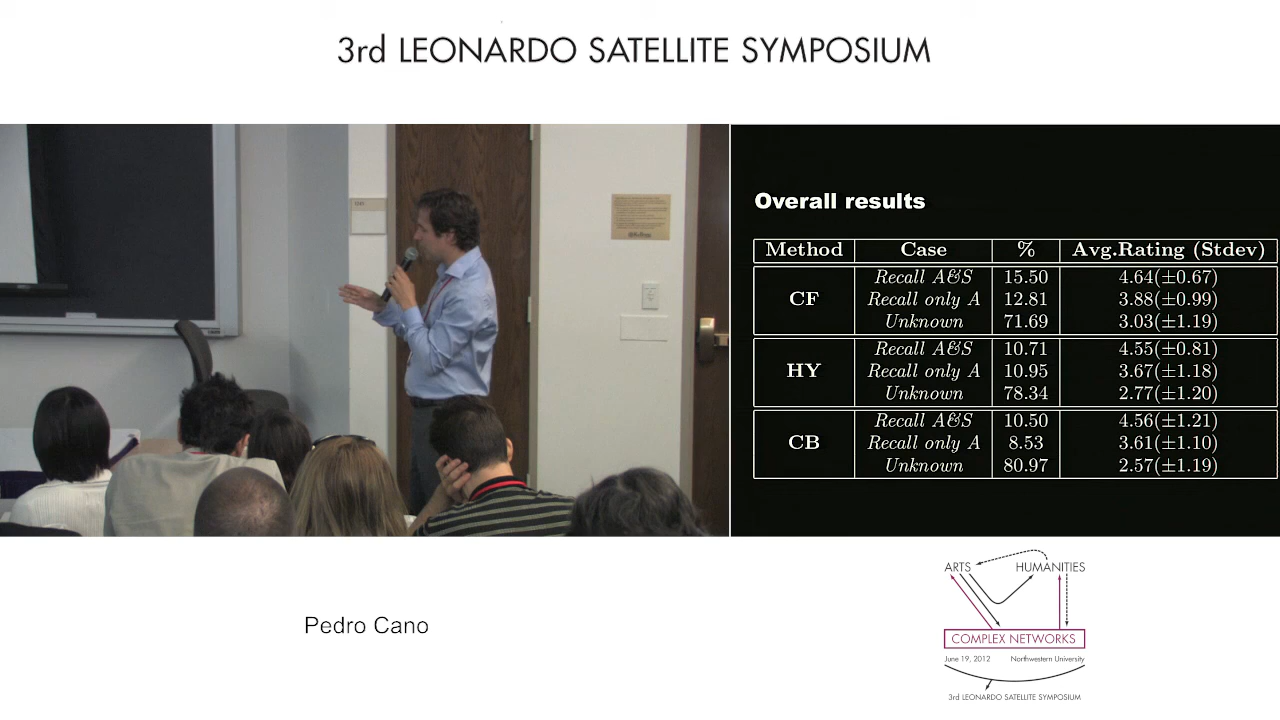 3rd LEONARDO SATELLITE SYMPOSIUM
Overall results
Method Case % Avg.Rating (Stdev)
CF
Recall A&S 15.50 4.64(±0.67)
Recall only A 12.81 3.88(±0.99)
Unknown 71.69 3.03(±1.19)
HY
Recall A&S 10.71 4.55(±0.81)
Recall only A 10.95 3.67(±1.18)
Unknown 78.34 2.77(±1.20)
CB
Recall A&S 10.50 4.56(±1.21)
Recall only A 8.53 3.61(±1.10)
Unknown 80.97 2.57(±1.19)
Pedro Cano
ARTS HUMANITIES
COMPLEX NETWORKS
June 19, 2012 Northwestern University
3rd LEONARDO SATELLITE SYMPOSIUM